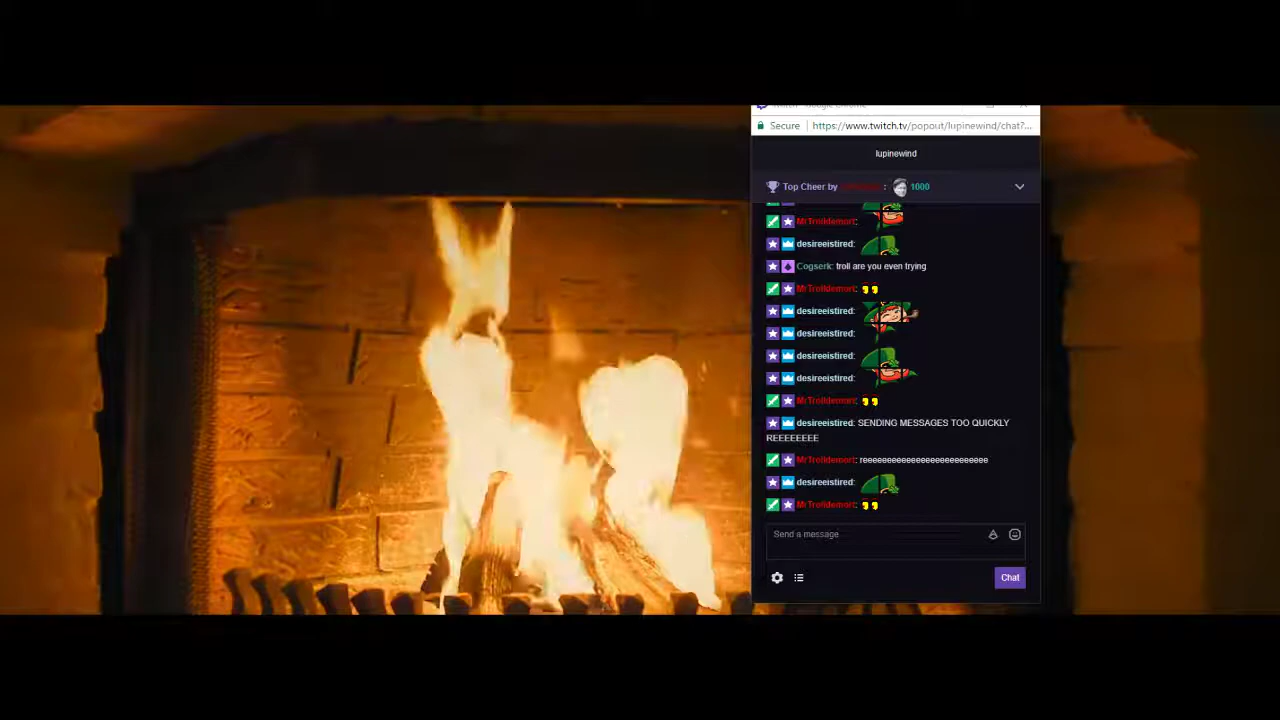 Secure https://www.twitch.tv/popout/lupinewind/chat?...
lupinewind
Top Cheer by : 1000
MrTrolldemort:
desireeistired:
Cogserk: troll are you even trying
MrTrolldemort:
desireeistired:
desireeistired:
desireeistired:
desireeistired:
MrTrolldemort:
desireeistired: SENDING MESSAGES TOO QUICKLY
REEEEEEEE
MrTrolldemort: reeeeeeeeeeeeeeeeeeeeeeeeee
desireeistired:
MrTrolldemort:
Send a message
Chat